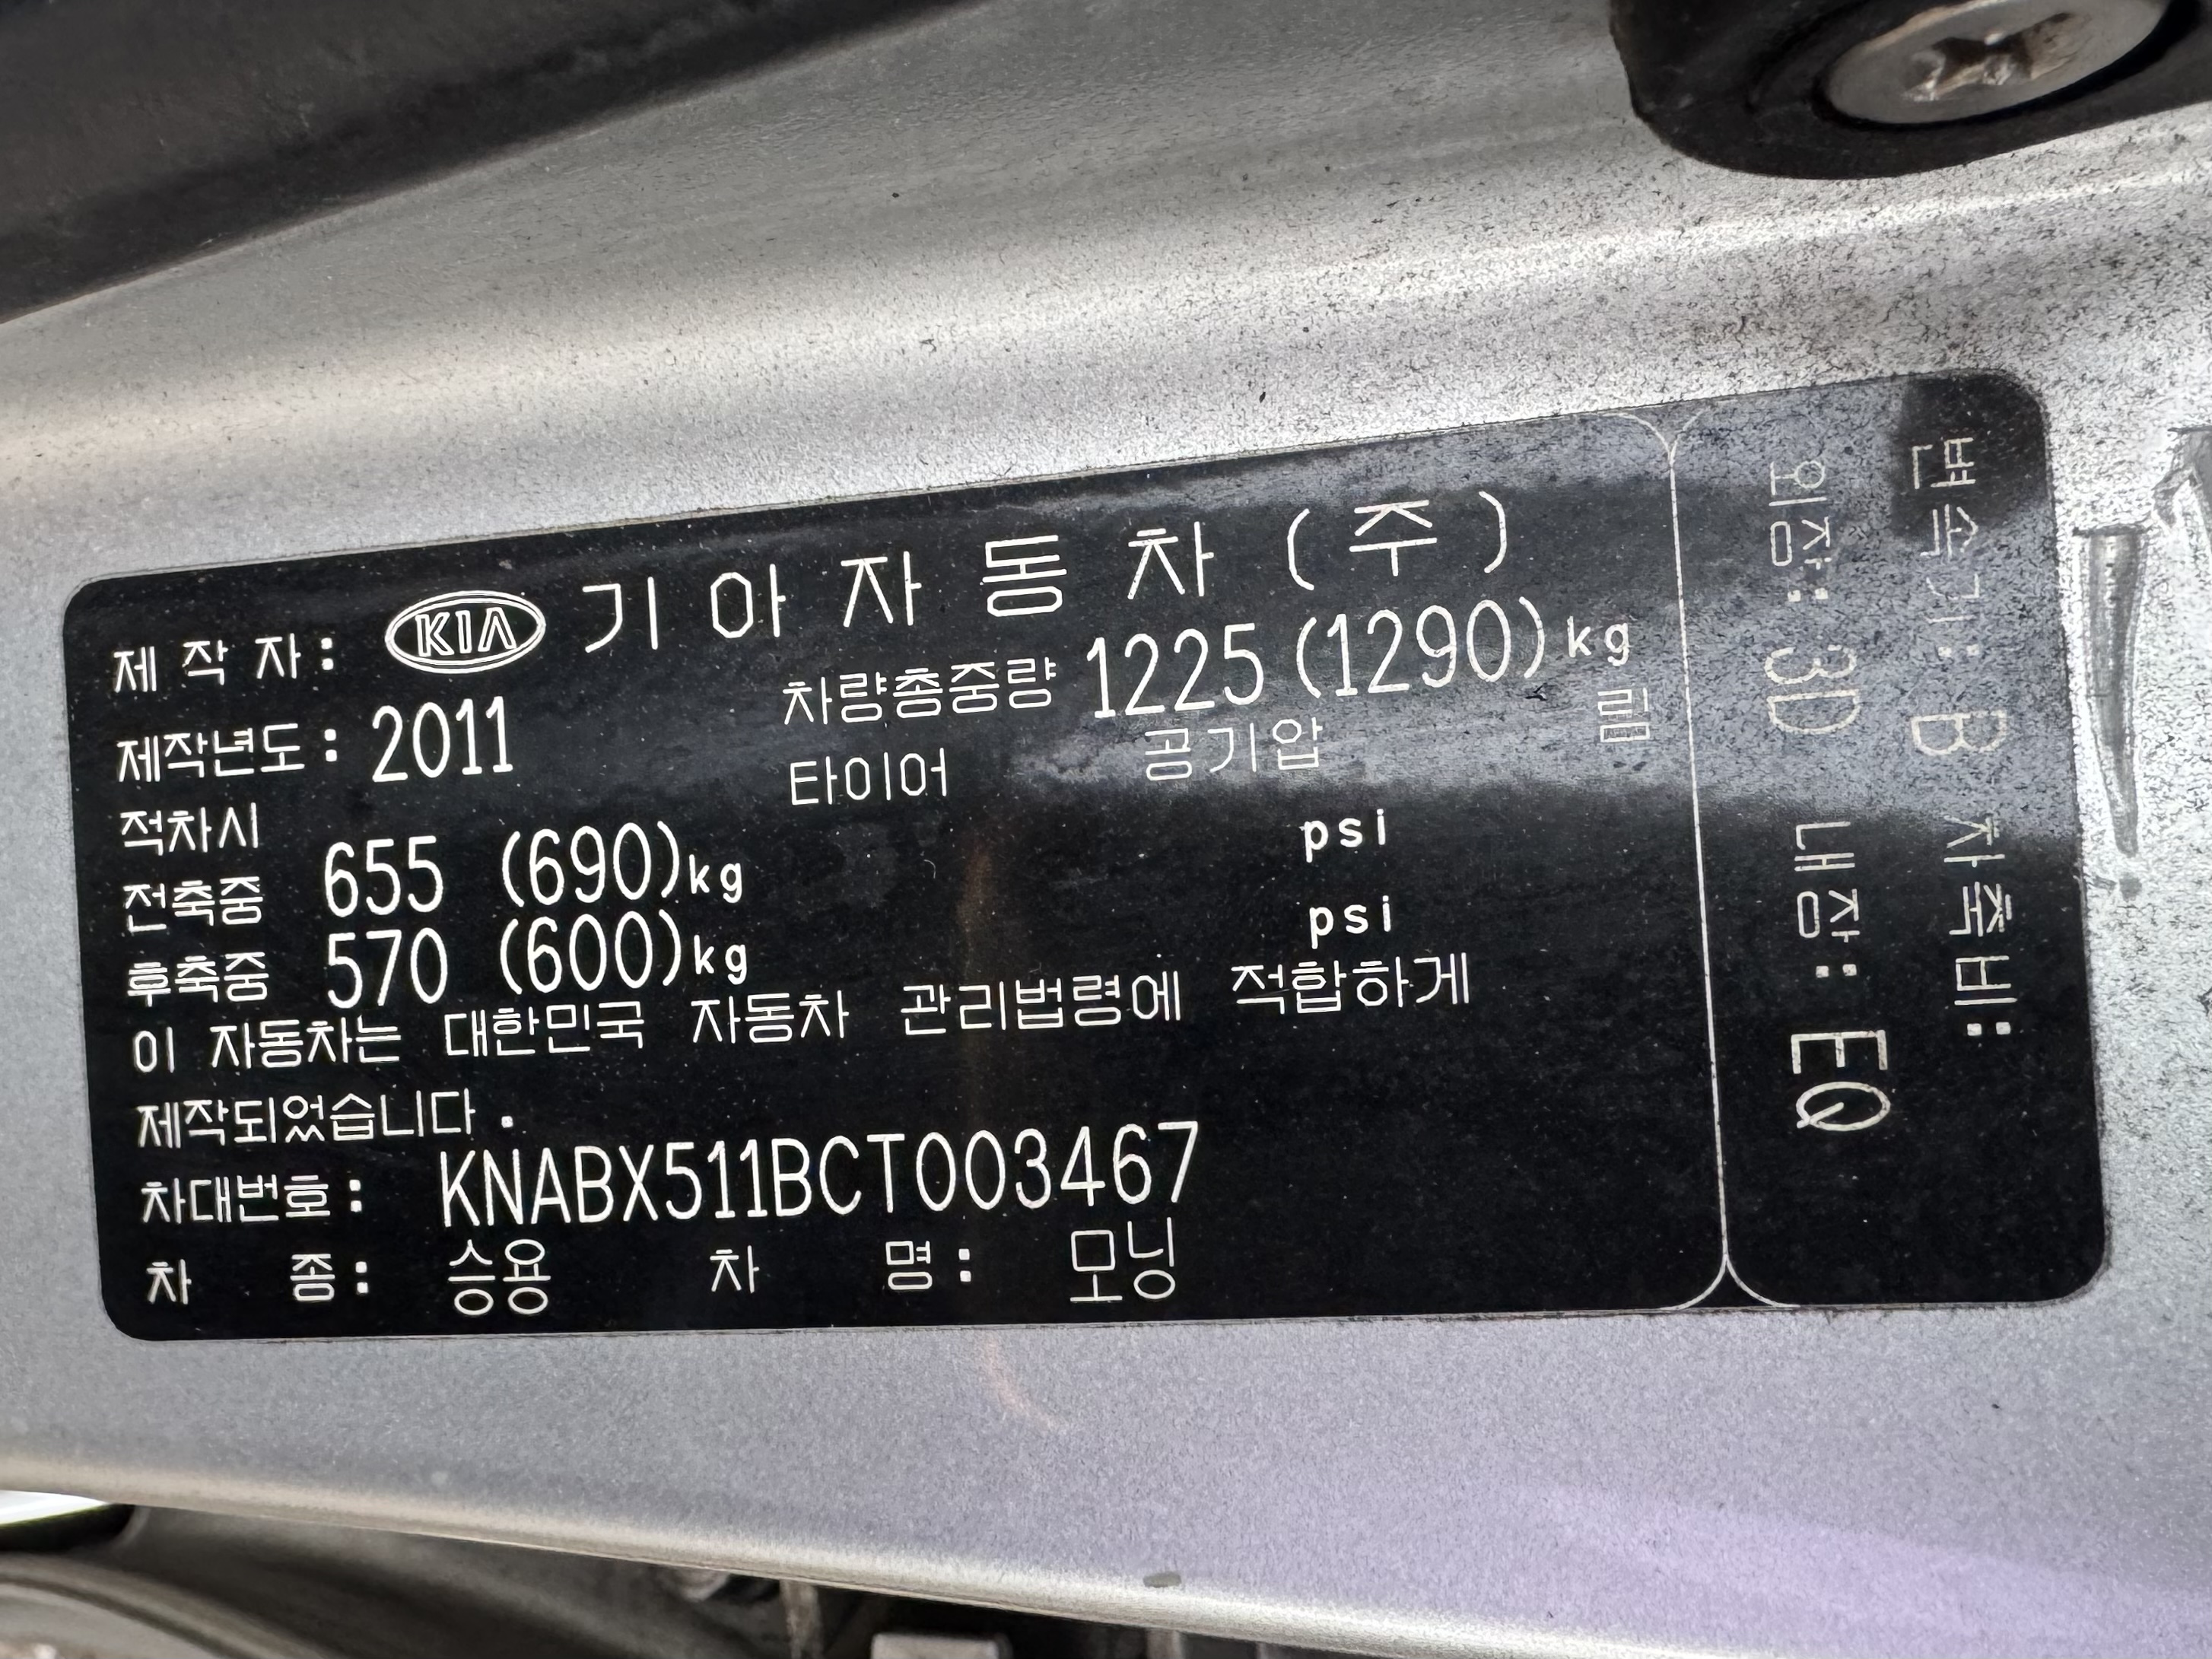 제 작 자 : KIA 기 아 자 동 차 ( 주 )
제작년도 : 2011 차량총중량 1225 (1290) kg
적차시 타이어 공기압 림
전축중 655 (690)kg psi
후축중 570 (600)kg psi
이 자동차는 대한민국 자동차 관리법령에 적합하게
제작되었습니다 .
차대번호 : KNABX511BCT003467
차 종 : 승용 차 명 : 모닝
변속기 : B 차축비 :
외장 : 3D 내장 : EQ